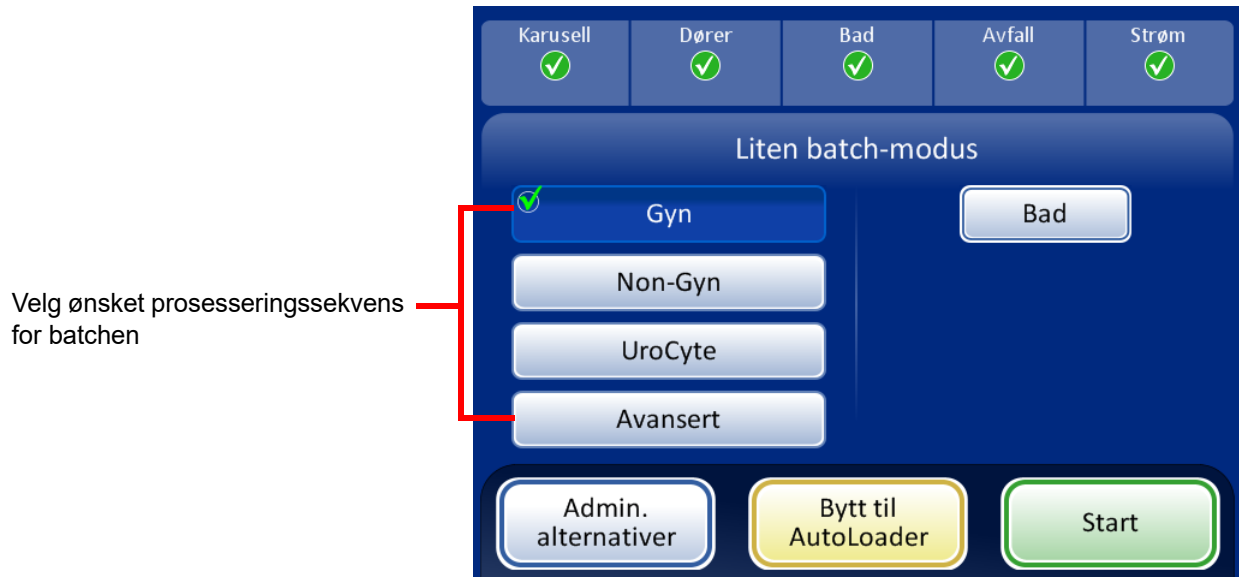 Karusell Dører Bad Avfall Strøm
Liten batch-modus
Gyn Bad
Non-Gyn
Velg ønsket prosesseringssekvens
for batchen
UroCyte
Avansert
Admin.
alternativer
Bytt til
AutoLoader
Start